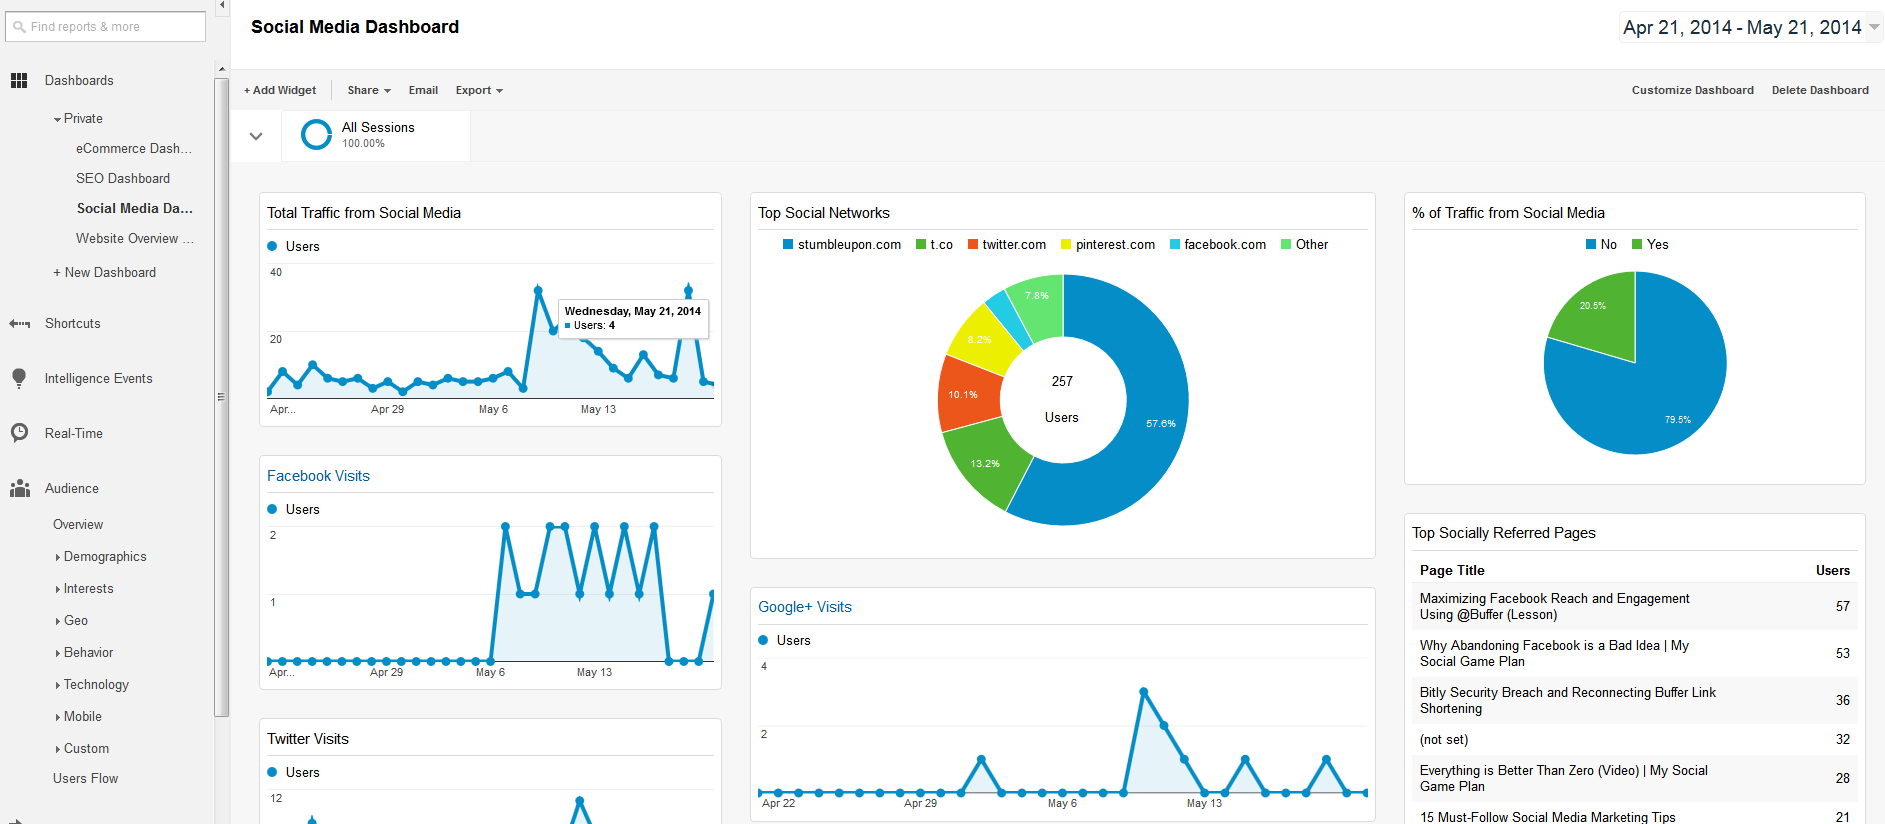 Find reports & more
Dashboards
Private
eCommerce Dash...
SEO Dashboard
Social Media Da...
Website Overview ...
+ New Dashboard
Shortcuts
Intelligence Events
Real-Time
Audience
Overview
Demographics
Interests
Geo
Behavior
Technology
Mobile
Custom
Users Flow
Social Media Dashboard
Apr 21, 2014 - May 21, 2014
+ Add Widget
Share
Email
Export
Customize Dashboard
Delete Dashboard
All Sessions
100.00%
Total Traffic from Social Media
Users
40
20
Wednesday, May 21, 2014
Users: 4
Apr...
Apr 29
May 6
May 13
Facebook Visits
Users
2
1
Apr...
Apr 29
May 6
May 13
Twitter Visits
Users
12
Top Social Networks
stumbleupon.com
t.co
twitter.com
pinterest.com
facebook.com
Other
7.8%
8.2%
10.1%
13.2%
57.6%
257
Users
Google+ Visits
Users
4
2
Apr 22
Apr 29
May 6
May 13
% of Traffic from Social Media
No
Yes
20.5%
79.5%
Top Socially Referred Pages
Page Title
Users
Maximizing Facebook Reach and Engagement
Using @Buffer (Lesson)
57
Why Abandoning Facebook is a Bad Idea | My
Social Game Plan
53
Bitly Security Breach and Reconnecting Buffer Link
Shortening
36
(not set)
32
Everything is Better Than Zero (Video) | My Social
Game Plan
28
15 Must-Follow Social Media Marketing Tips
21